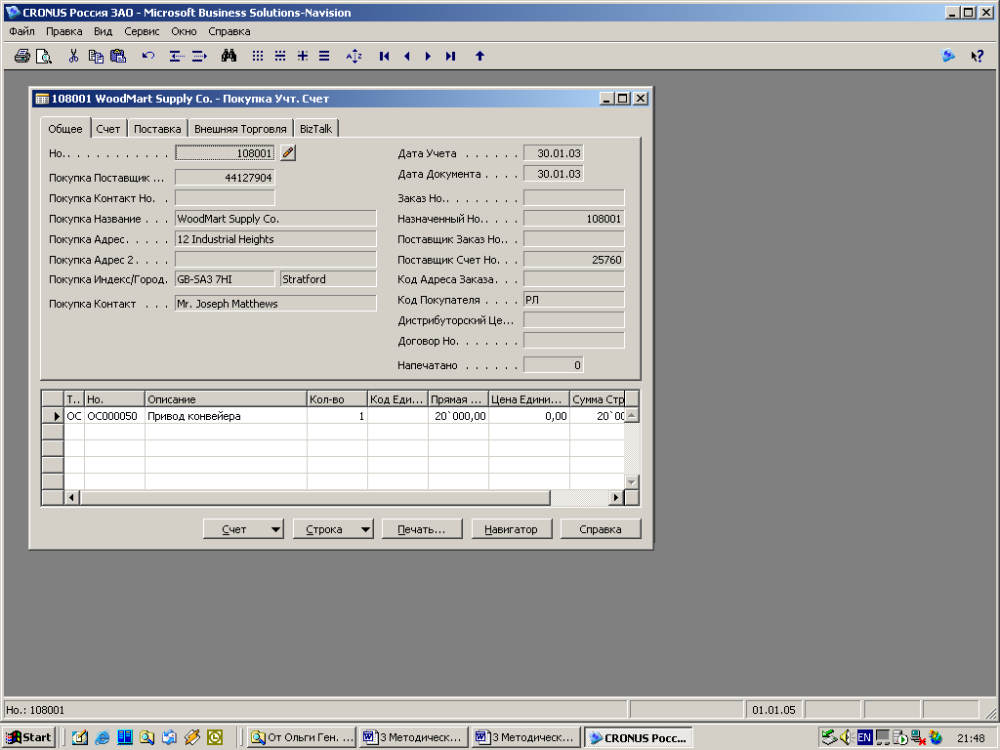 CRONUS Россия ЗАО - Microsoft Business Solutions-Navision
Файл Правка Вид Сервис Окно Справка
108001 WoodMart Supply Co. - Покупка Учт. Счет
Общее Счет Поставка Внешняя Торговля BizTalk
Но. . . . . . . . . . . . 108001
Дата Учета . . . . . . 30.01.03
Покупка Поставщик ... 44127904
Дата Документа . . . . 30.01.03
Покупка Контакт Но. .
Заказ Но. . . . . . . . .
Покупка Название . . . WoodMart Supply Co.
Назначенный Но. . . . . 108001
Покупка Адрес. . . . . . 12 Industrial Heights
Поставщик Заказ Но. . .
Покупка Адрес 2 . . . .
Поставщик Счет Но. . . 25760
Покупка Индекс/Город. GB-SA3 7HI Stratford
Код Адреса Заказа. . .
Покупка Контакт . . . Mr. Joseph Matthews
Код Покупателя . . . . РЛ
Дистрибуторский Це...
Договор Но. . . . . . . .
Напечатано . . . . . . 0
Т.. Но. Описание Кол-во Код Еди... Прямая ... Цена Едини... Сумма Стр
ОС ОС000050 Привод конвейера 1 20`000,00 0,00 20`00
Счет Строка Печать... Навигатор Справка
Но.: 108001 01.01.05
Start От Ольги Ген. ... 3 Методическ... 3 Методическ... CRONUS Росс... EN 21:48